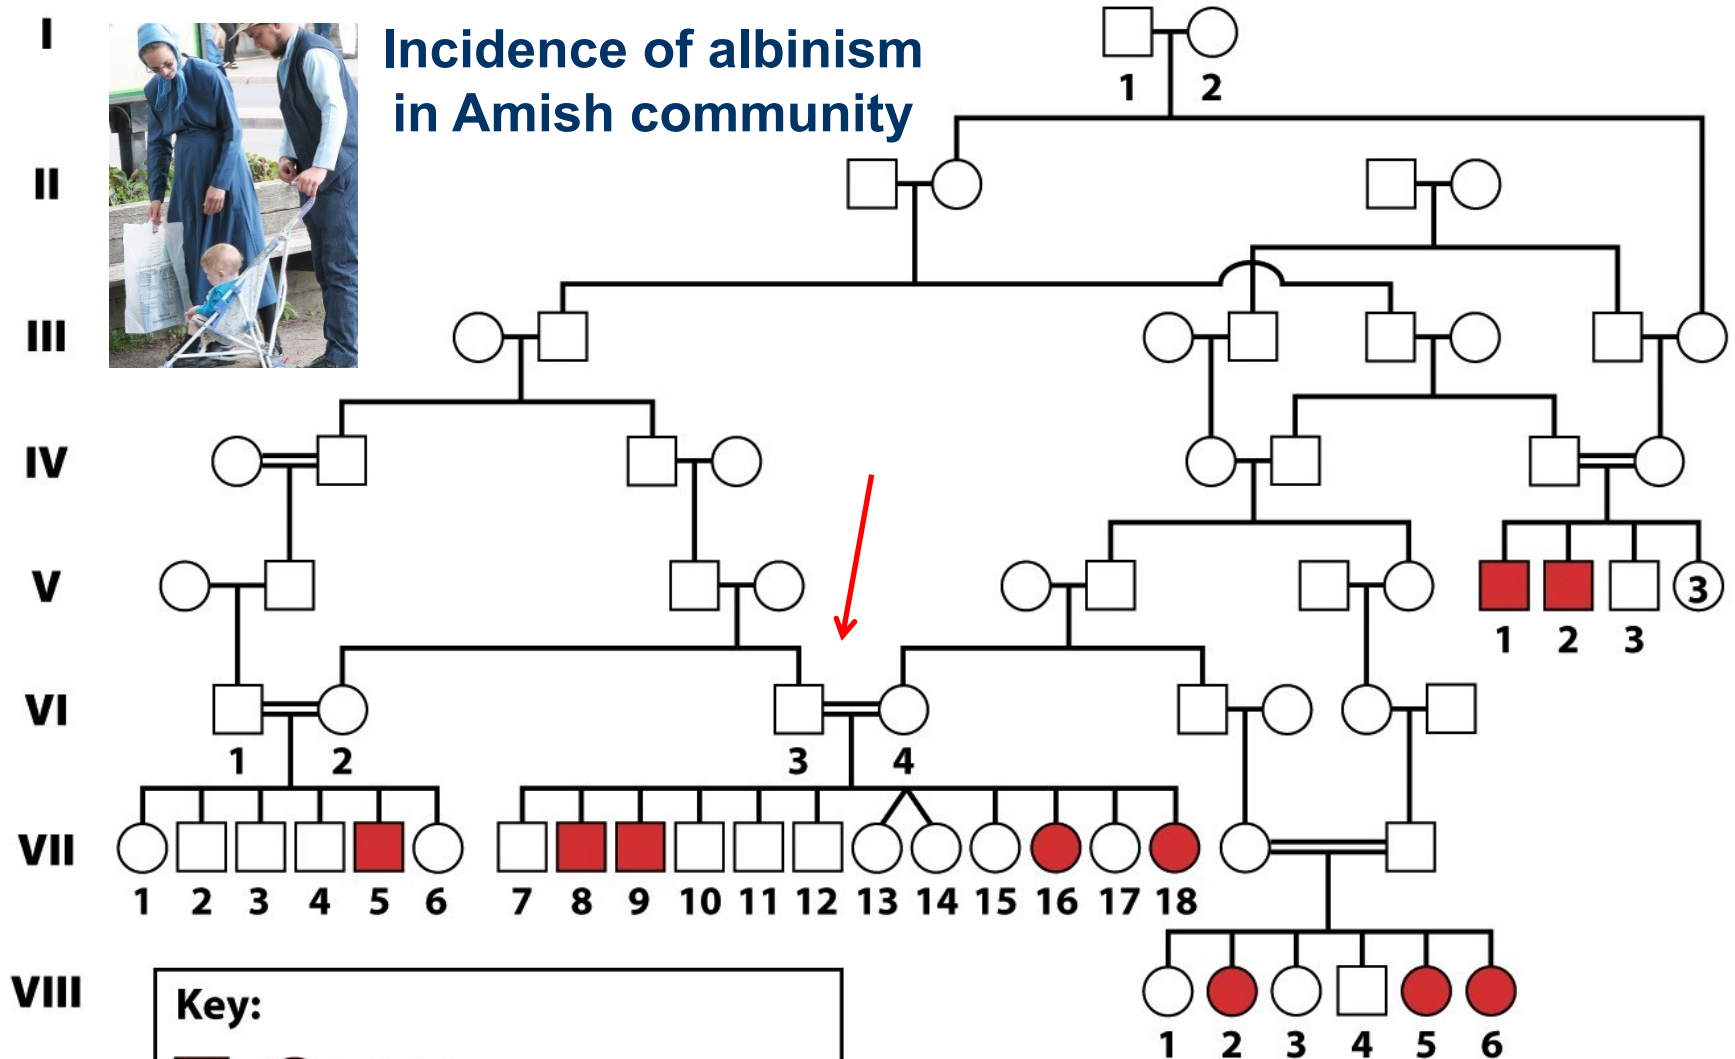 I
Incidence of albinism
in Amish community
1 2
II
III
IV
V
3
1 2 3
VI
1 2 3 4
VII
1 2 3 4 5 6 7 8 9 10 11 12 13 14 15 16 17 18
VIII
Key:
1 2 3 4 5 6